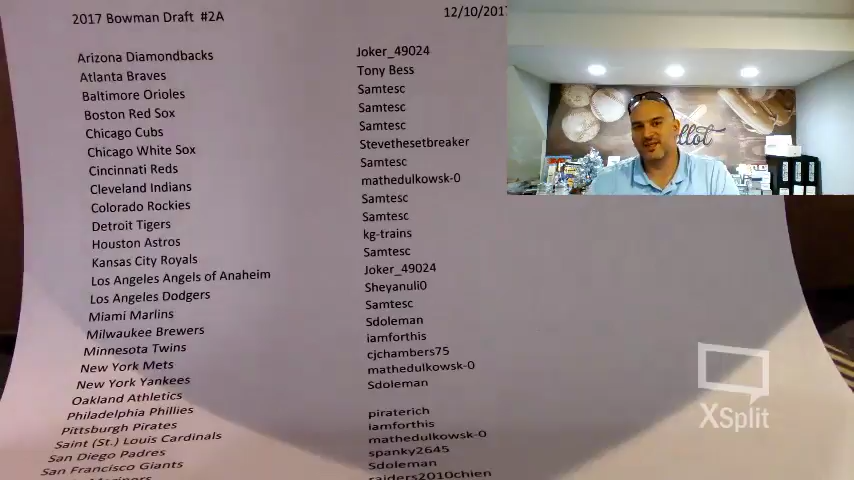 2017 Bowman Draft #2A 12/10/2017
Arizona Diamondbacks Joker_49024
Atlanta Braves Tony Bess
Baltimore Orioles Samtesc
Boston Red Sox Samtesc
Chicago Cubs Samtesc
Chicago White Sox Stevethesetbreaker
Cincinnati Reds Samtesc
Cleveland Indians mathedulkowsk-0
Colorado Rockies Samtesc
Detroit Tigers Samtesc
Houston Astros kg-trains
Kansas City Royals Samtesc
Los Angeles Angels of Anaheim Joker_49024
Los Angeles Dodgers Sheyanuli0
Miami Marlins Samtesc
Milwaukee Brewers Sdoleman
Minnesota Twins iamforthis
New York Mets cjchambers75
New York Yankees mathedulkowsk-0
Oakland Athletics Sdoleman
Philadelphia Phillies
Pittsburgh Pirates piraterich
Saint (St.) Louis Cardinals iamforthis
San Diego Padres mathedulkowsk-0
San Francisco Giants spanky2645
Mariners Sdoleman
raiders2010chien
XSplit